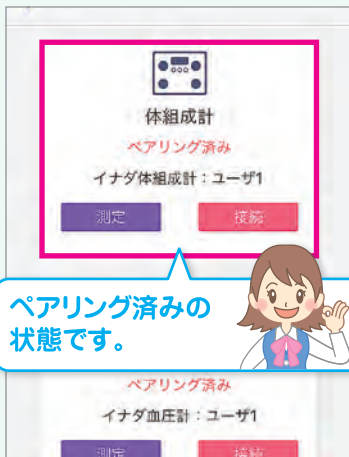 体組成計
ペアリング済み
イナダ体組成計：ユーザ1
測定
接続
ペアリング済みの
状態です。
ペアリング済み
イナダ血圧計：ユーザ1
測定
接続